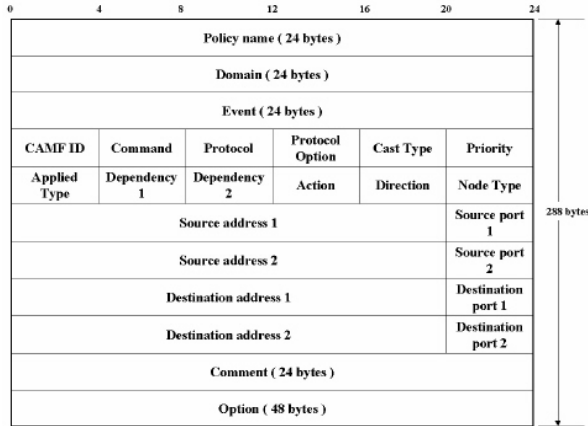 0 4 8 12 16 20 24
Policy name ( 24 bytes )
Domain ( 24 bytes )
Event ( 24 bytes )
CAMF ID Command Protocol Protocol Option Cast Type Priority
Applied Type Dependency 1 Dependency 2 Action Direction Node Type
Source address 1 Source port 1
288 bytes
Source address 2 Source port 2
Destination address 1 Destination port 1
Destination address 2 Destination port 2
Comment ( 24 bytes )
Option ( 48 bytes )